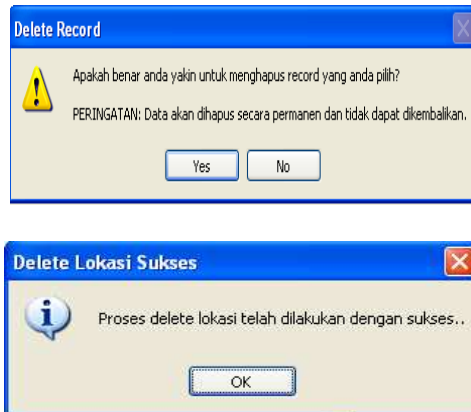 Delete Record
Apakah benar anda yakin untuk menghapus record yang anda pilih?
PERINGATAN: Data akan dihapus secara permanen dan tidak dapat dikembalikan.
Yes No
Delete Lokasi Sukses
Proses delete lokasi telah dilakukan dengan sukses..
OK